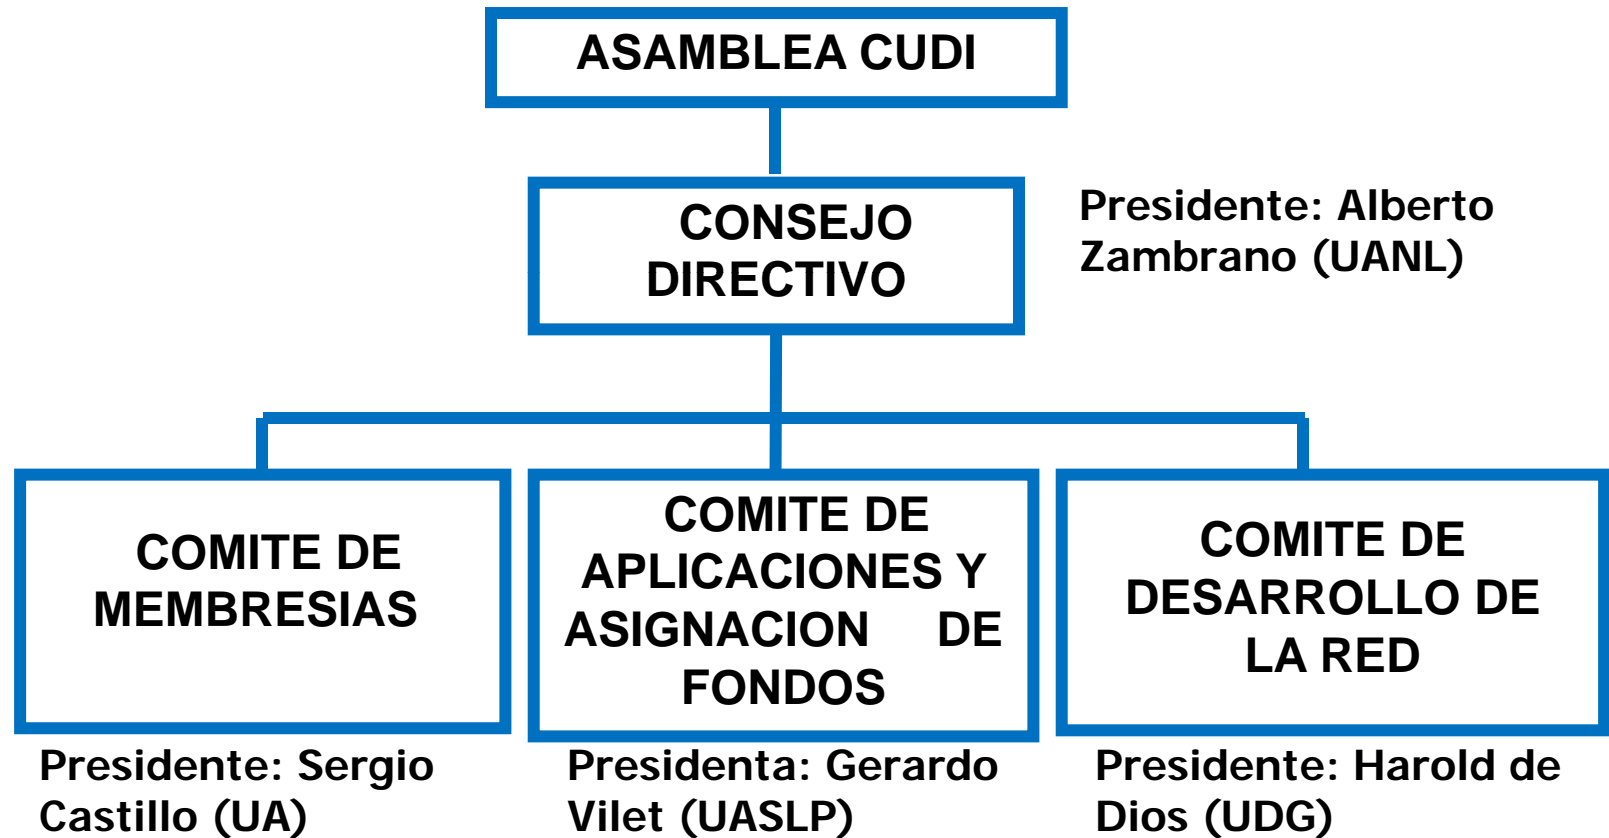 ASAMBLEA CUDI
CONSEJO
DIRECTIVO
Presidente: Alberto
Zambrano (UANL)
COMITE DE
MEMBRESIAS
Presidente: Sergio
Castillo (UA)
COMITE DE
APLICACIONES Y
ASIGNACION DE
FONDOS
Presidenta: Gerardo
Vilet (UASLP)
COMITE DE
DESARROLLO DE
LA RED
Presidente: Harold de
Dios (UDG)